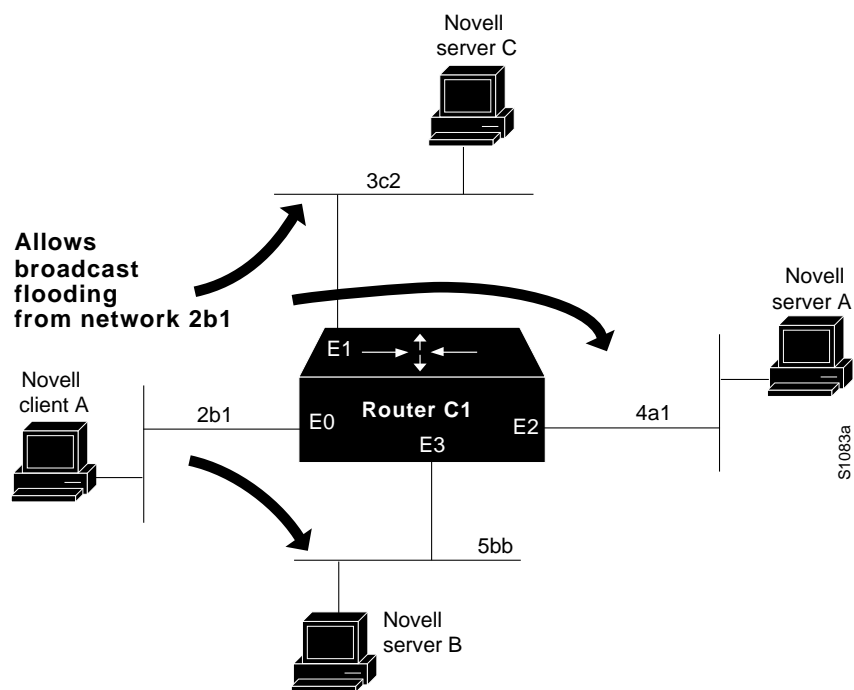 Novell
server C
3c2
Allows
broadcast
flooding
from network 2b1
Novell
server A
E1
Novell
client A
2b1
E0
Router C1
E2
4a1
E3
S1083a
5bb
Novell
server B